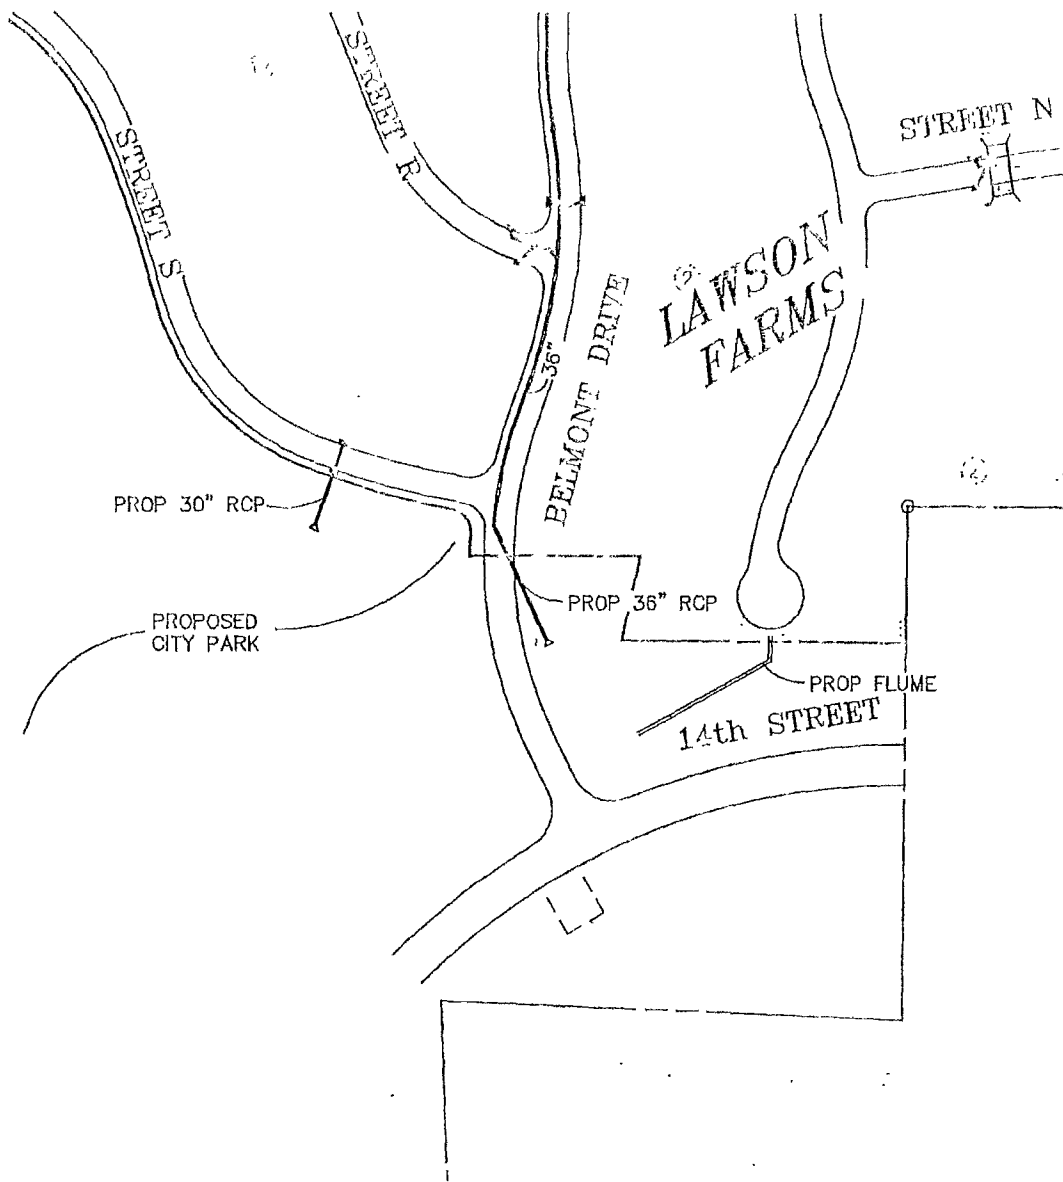 STREET S
STREET R
STREET N
LAWSON
FARMS
36"
BELMONT DRIVE
PROP 30" RCP
PROP 36" RCP
PROPOSED
CITY PARK
PROP FLUME
14th STREET